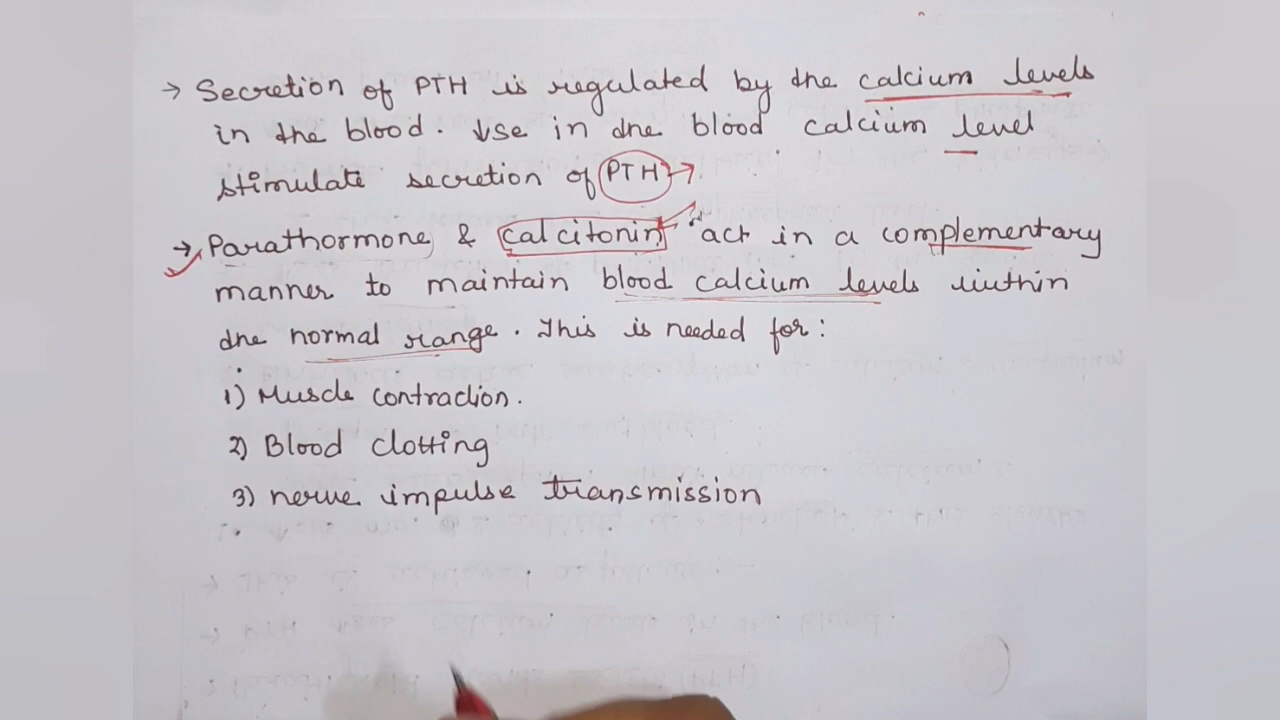 → Secretion of PTH is regulated by the calcium levels
in the blood. ↓se in the blood calcium level
stimulate secretion of PTH →
→ Parathormone & calcitonin act in a complementary
manner to maintain blood calcium levels within
the normal range. This is needed for:
1) Muscle contraction.
2) Blood clotting
3) nerve impulse transmission